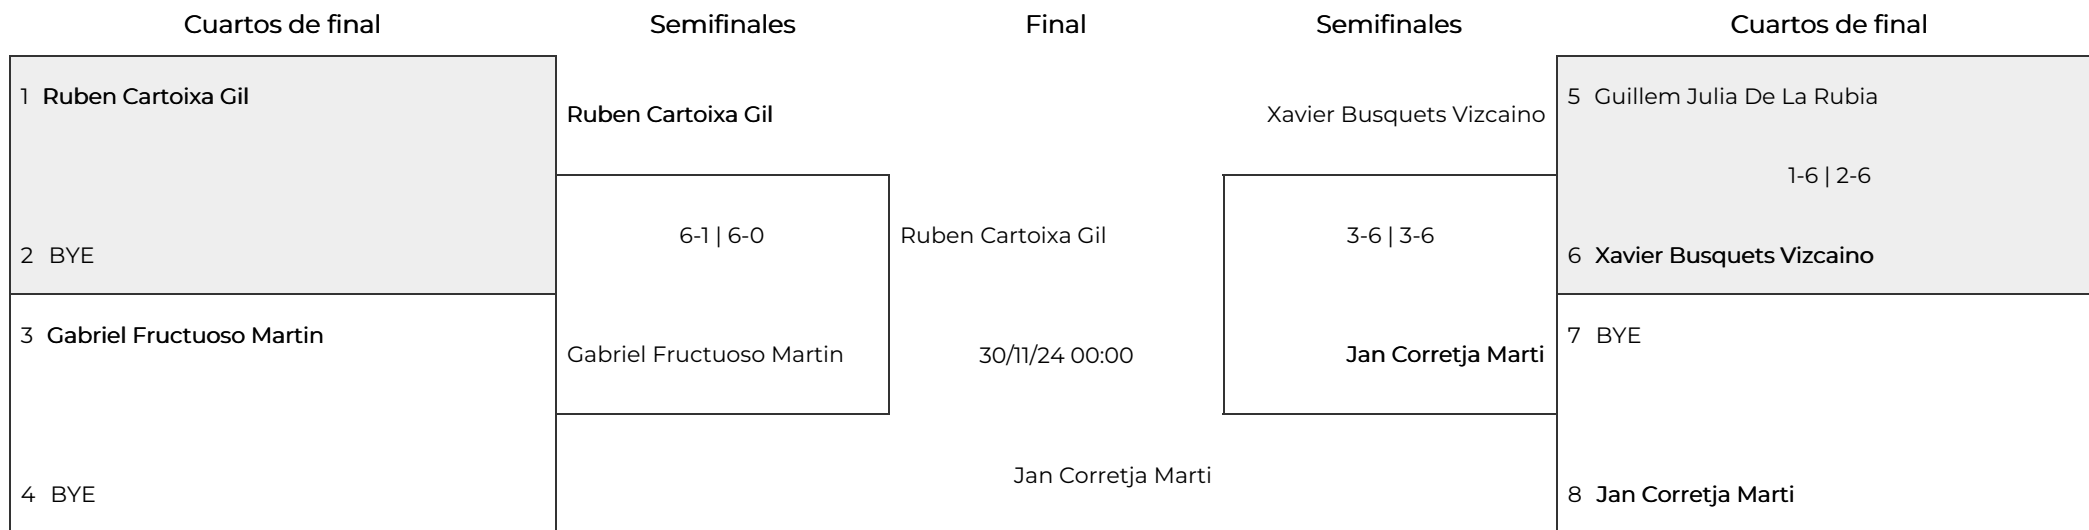 Cuartos de final
Semifinales
Final
Semifinales
Cuartos de final
1 Ruben Cartoixa Gil
2 BYE
3 Gabriel Fructuoso Martin
4 BYE
Ruben Cartoixa Gil
6-1 | 6-0
Gabriel Fructuoso Martin
Ruben Cartoixa Gil
30/11/24 00:00
Jan Corretja Marti
Xavier Busquets Vizcaino
3-6 | 3-6
Jan Corretja Marti
5 Guillem Julia De La Rubia
1-6 | 2-6
6 Xavier Busquets Vizcaino
7 BYE
8 Jan Corretja Marti